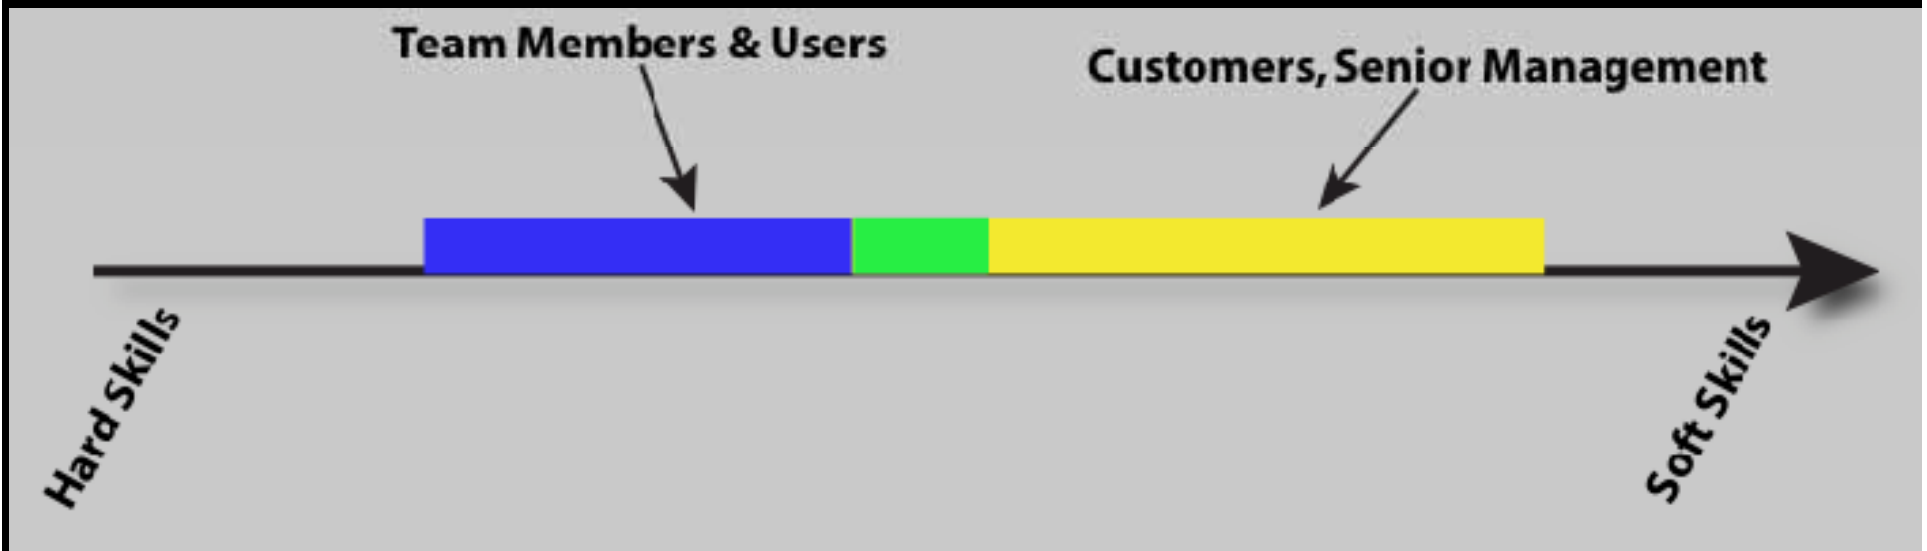 Team Members & Users
Customers, Senior Management
Hard Skills
Soft Skills